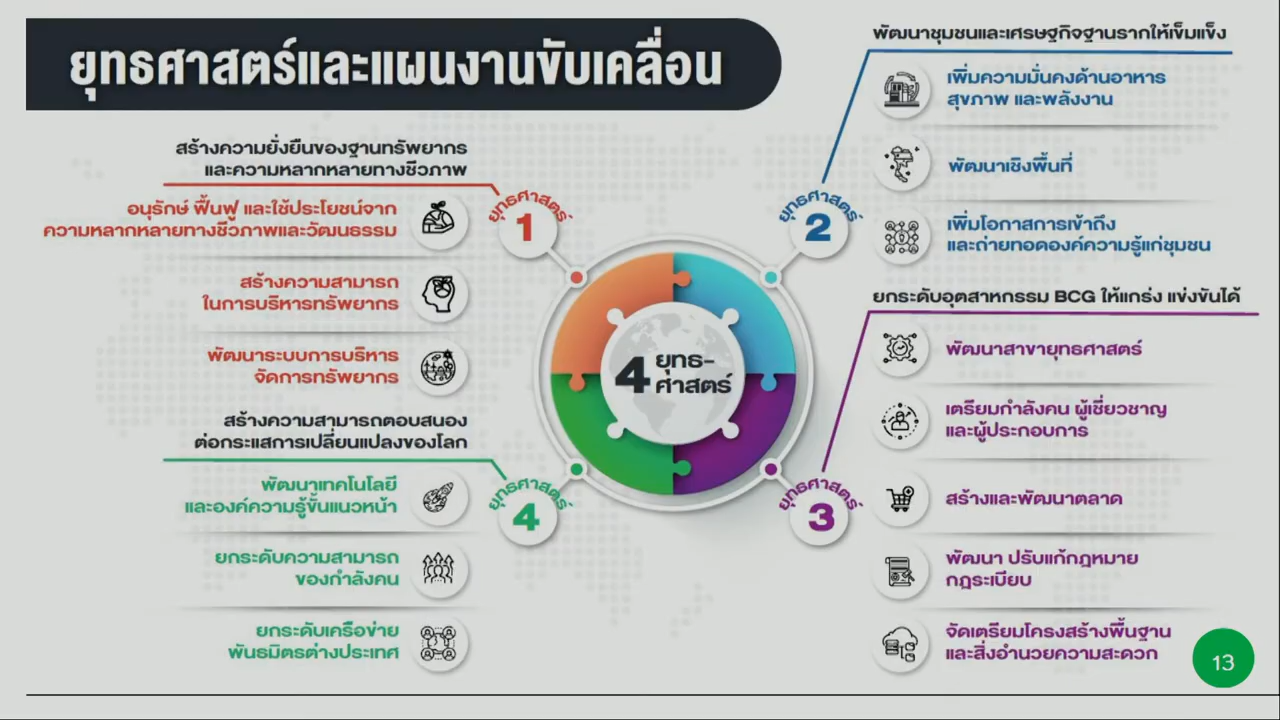 ยุทธศาสตร์และแผนงานขับเคลื่อน
สร้างความยั่งยืนของฐานทรัพยากร
และความหลากหลายทางชีวภาพ
ยุทธศาสตร์
1
อนุรักษ์ ฟื้นฟู และใช้ประโยชน์จาก
ความหลากหลายทางชีวภาพและวัฒนธรรม
สร้างความสามารถ
ในการบริหารทรัพยากร
พัฒนาระบบการบริหาร
จัดการทรัพยากร
พัฒนาชุมชนและเศรษฐกิจฐานรากให้เข็มแข็ง
ยุทธศาสตร์
2
เพิ่มความมั่นคงด้านอาหาร
สุขภาพ และพลังงาน
พัฒนาเชิงพื้นที่
เพิ่มโอกาสการเข้าถึง
และถ่ายทอดองค์ความรู้แก่ชุมชน
4 ยุทธ-
ศาสตร์
ยกระดับอุตสาหกรรม BCG ให้แกร่ง แข่งขันได้
ยุทธศาสตร์
3
พัฒนาสาขายุทธศาสตร์
เตรียมกำลังคน ผู้เชี่ยวชาญ
และผู้ประกอบการ
สร้างและพัฒนาตลาด
พัฒนา ปรับแก้กฎหมาย
กฎระเบียบ
จัดเตรียมโครงสร้างพื้นฐาน
และสิ่งอำนวยความสะดวก
สร้างความสามารถตอบสนอง
ต่อกระแสการเปลี่ยนแปลงของโลก
ยุทธศาสตร์
4
พัฒนาเทคโนโลยี
และองค์ความรู้ขั้นแนวหน้า
ยกระดับความสามารถ
ของกำลังคน
ยกระดับเครือข่าย
พันธมิตรต่างประเทศ
13